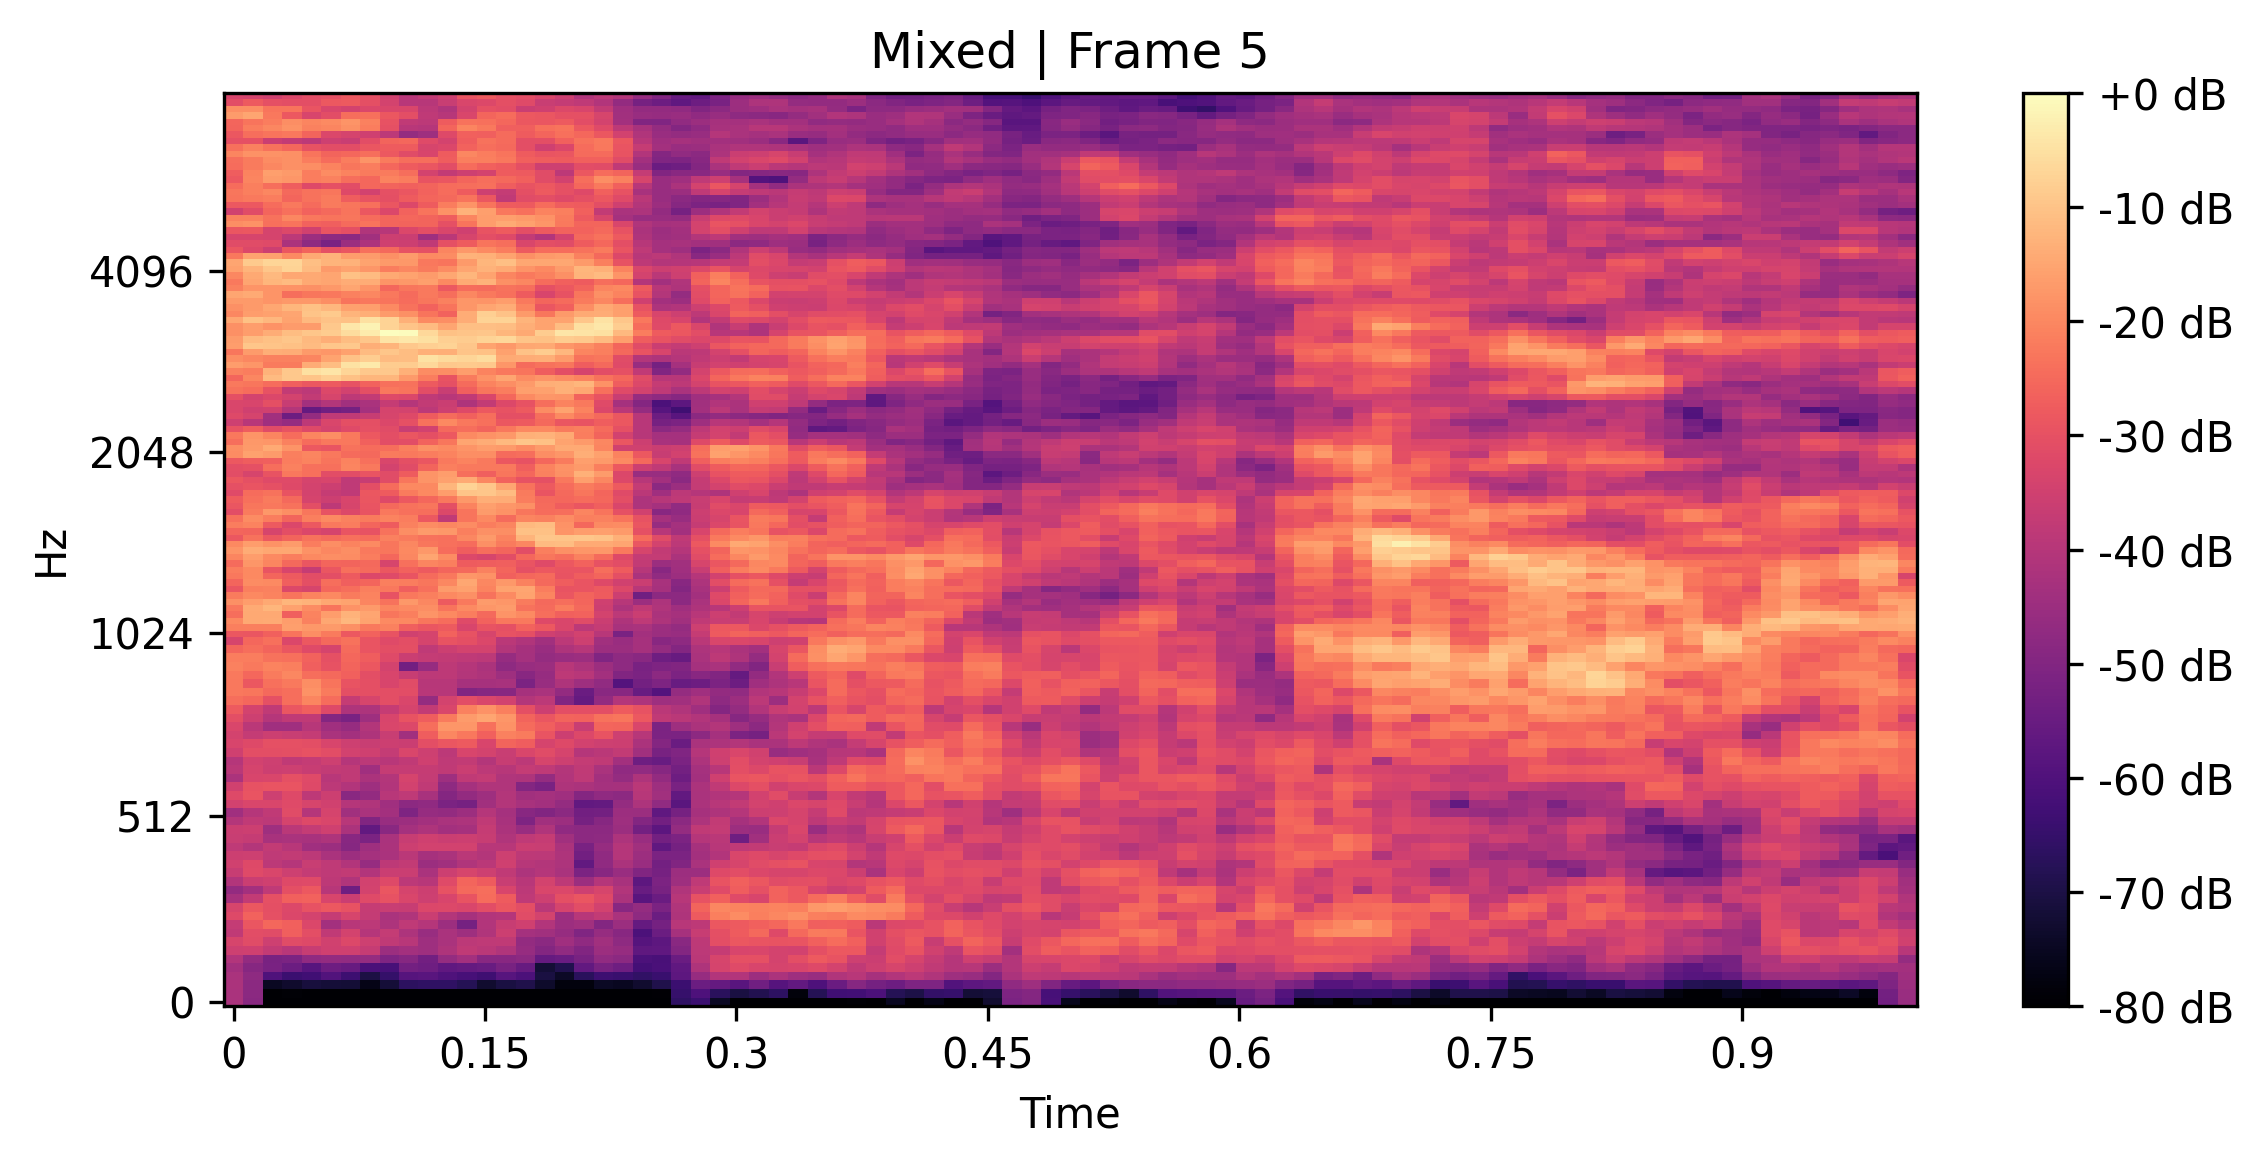 Mixed | Frame 5
+0 dB
-10 dB
-20 dB
-30 dB
-40 dB
-50 dB
-60 dB
-70 dB
-80 dB
Hz
4096
2048
1024
512
0
0 0.15 0.3 0.45 0.6 0.75 0.9
Time